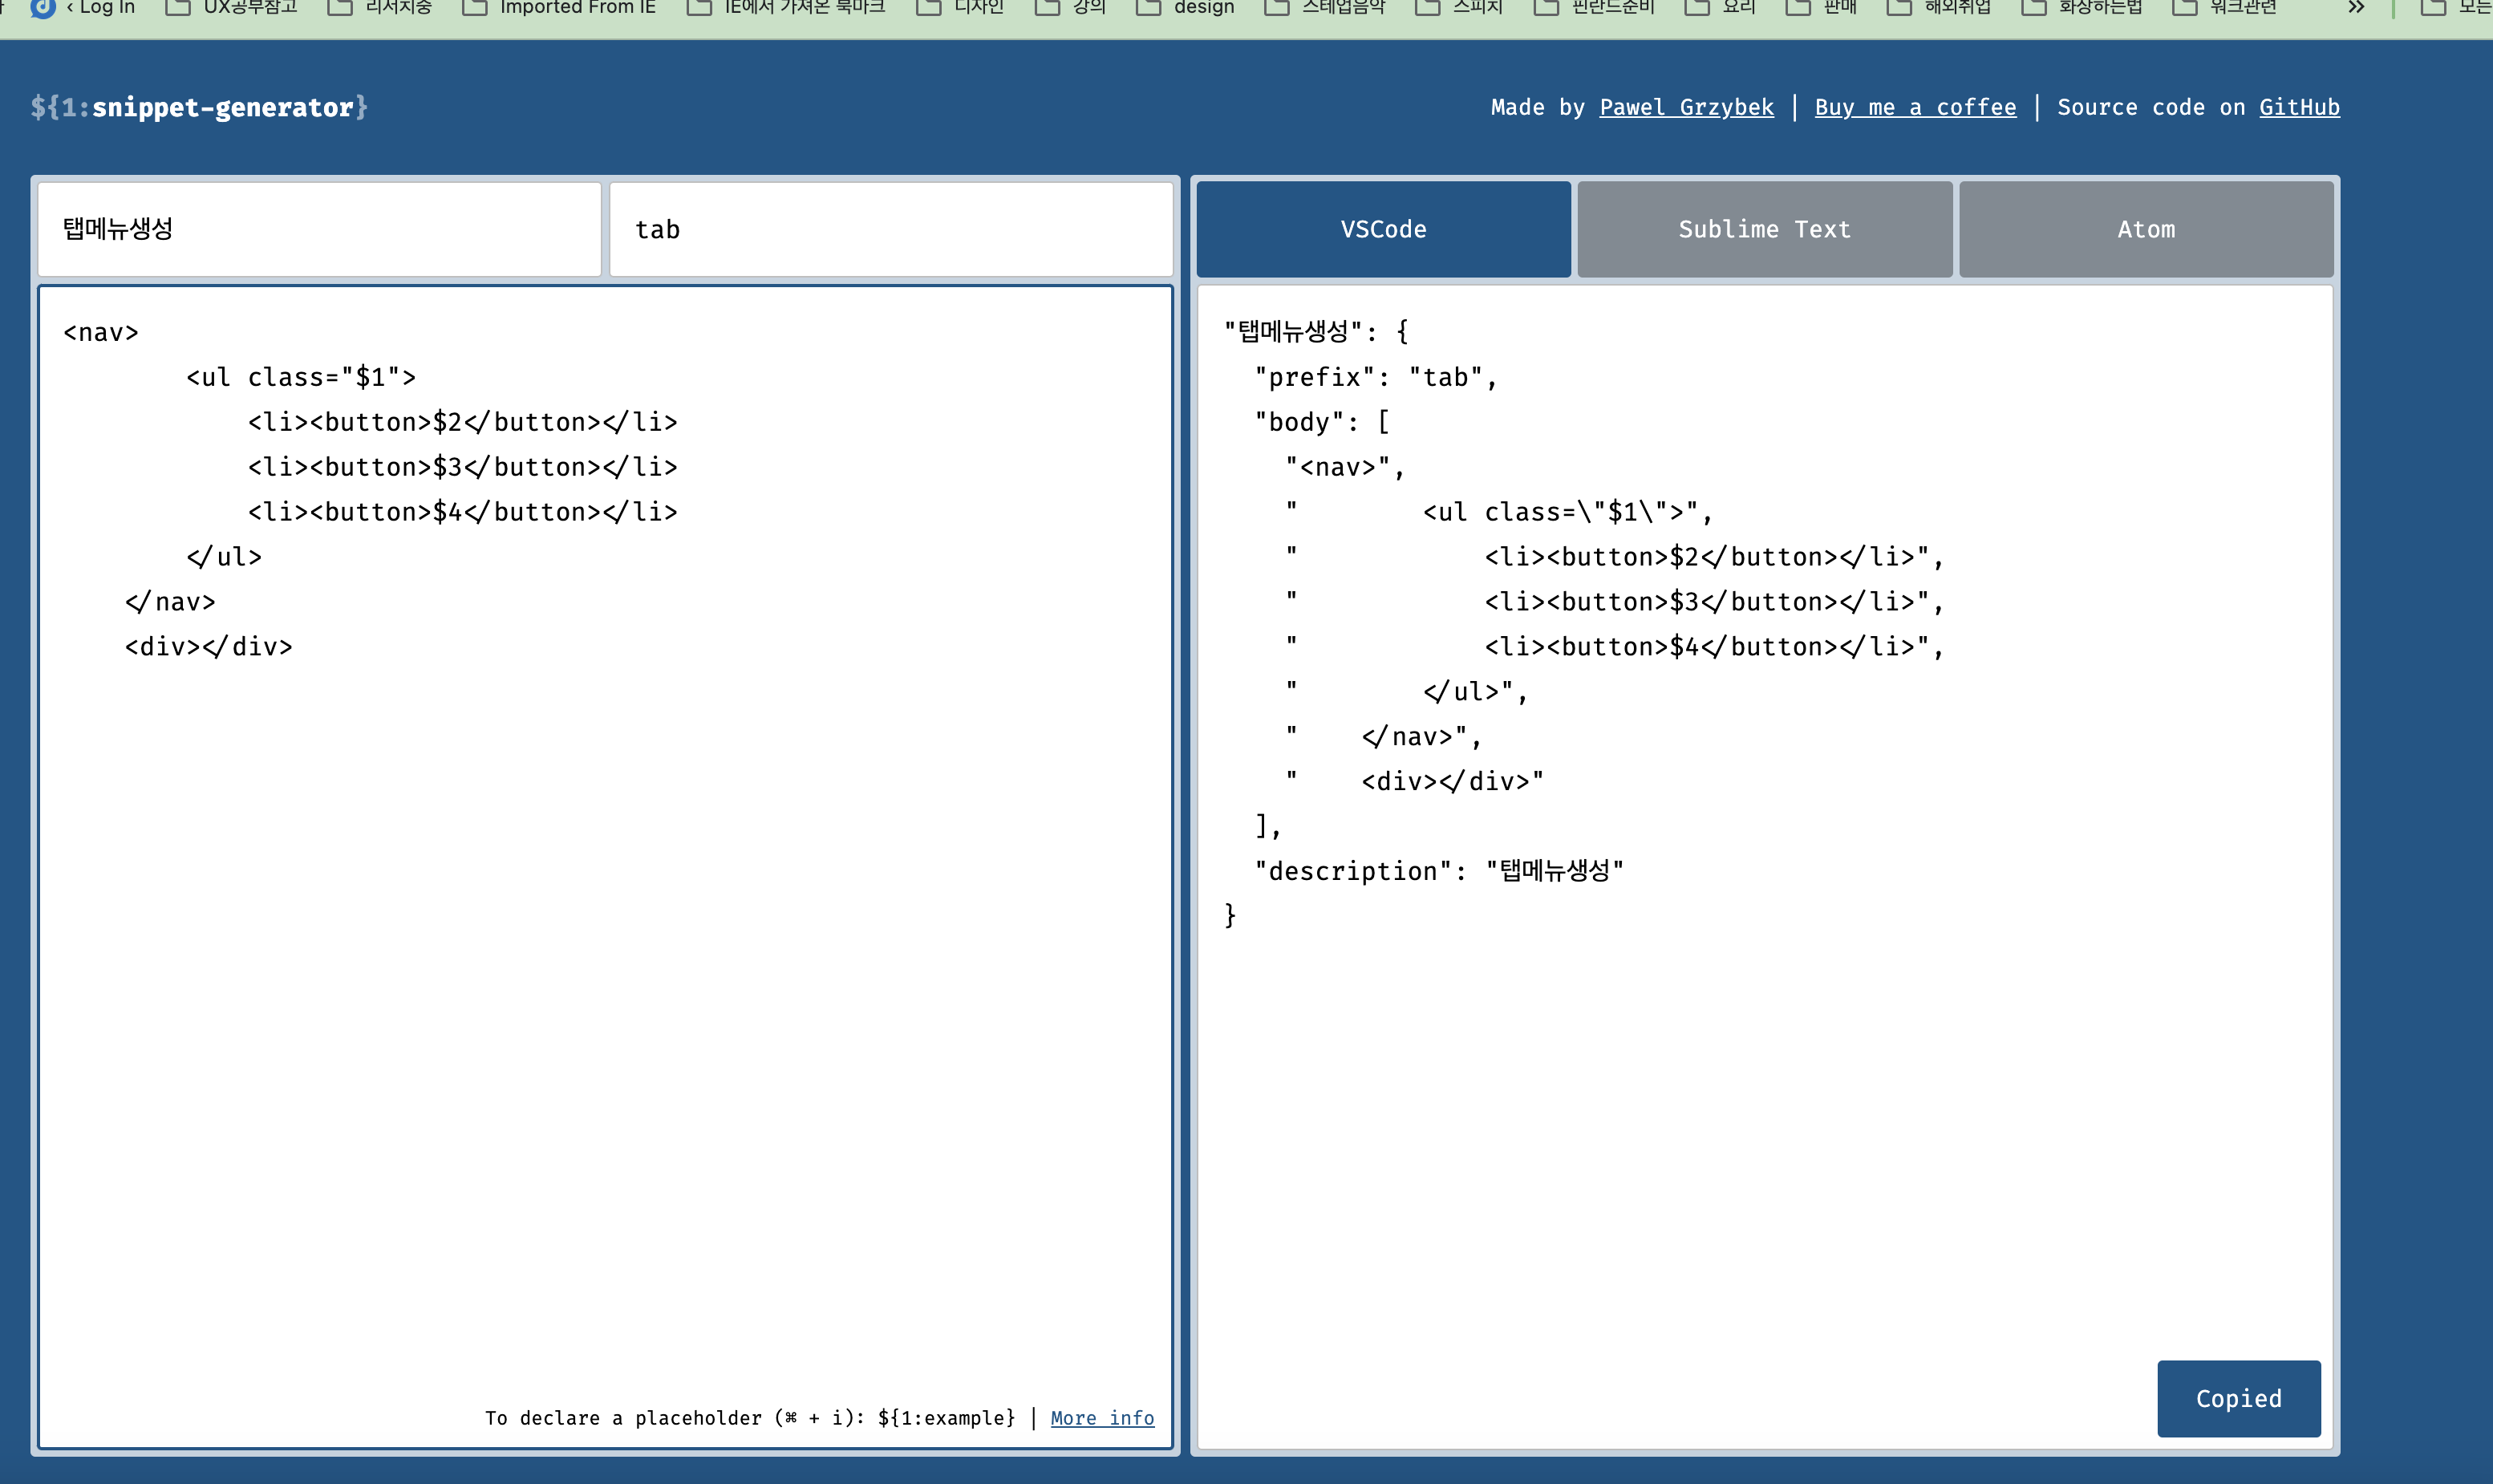 ‹ Log In UX공부참고 리서치중 Imported From IE IE에서 가져온 북마크 디자인 강의 design 스테업음악 스피치 핀란드준비 요리 판매 해외취업 화상하는법 워크관련 » 모든
${1:snippet-generator}
Made by Pawel Grzybek | Buy me a coffee | Source code on GitHub
탭메뉴생성
tab
<nav>
        <ul class="$1">
            <li><button>$2</button></li>
            <li><button>$3</button></li>
            <li><button>$4</button></li>
        </ul>
    </nav>
    <div></div>
To declare a placeholder (⌘ + i): ${1:example} | More info
VSCode
Sublime Text
Atom
"탭메뉴생성": {
  "prefix": "tab",
  "body": [
    "<nav>",
    "        <ul class=\"$1\">",
    "            <li><button>$2</button></li>",
    "            <li><button>$3</button></li>",
    "            <li><button>$4</button></li>",
    "        </ul>",
    "    </nav>",
    "    <div></div>"
  ],
  "description": "탭메뉴생성"
}
Copied